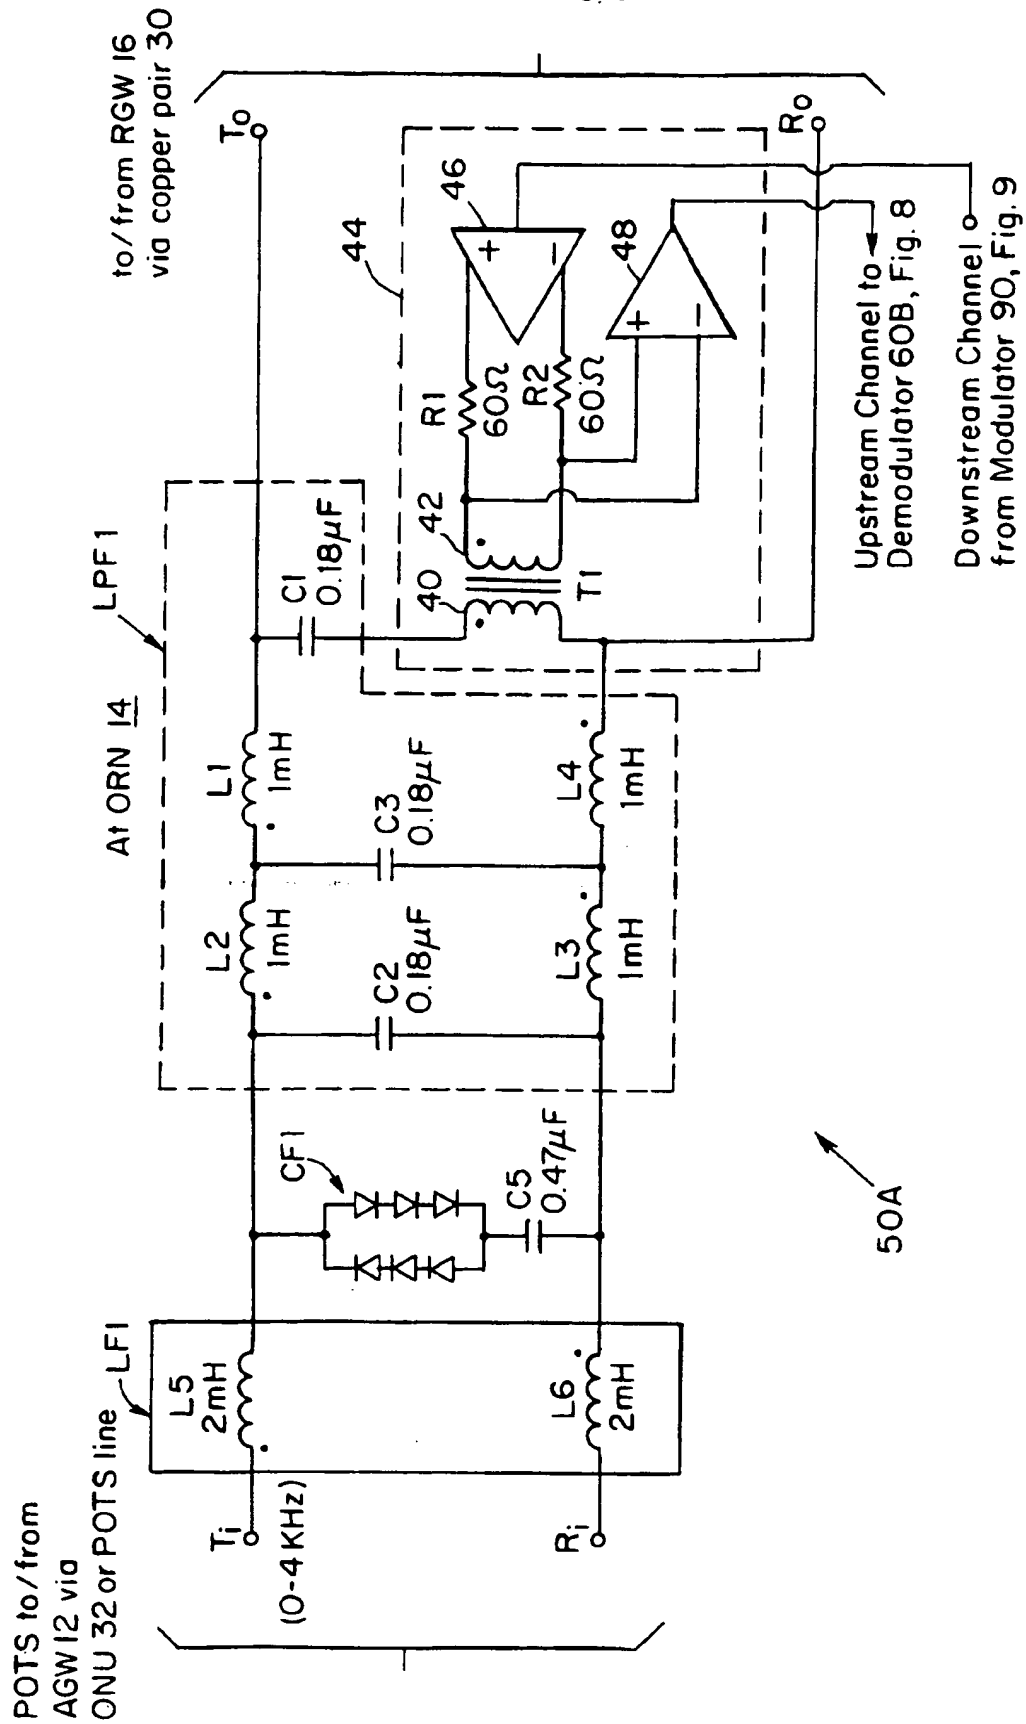 POTS to/from
AGW 12 via
ONU 32 or POTS line
LF1
Ti
(0-4 KHz)
Ri
L5
2mH
L6
2mH
CF1
C5
0.47µF
50A
At ORN 14
LPF1
L2
1mH
L1
1mH
C2
0.18µF
C3
0.18µF
L3
1mH
L4
1mH
C1
0.18µF
to/from RGW 16
via copper pair 30
To
Ro
44
40
42
T1
R1
60Ω
R2
60Ω
46
+
−
48
+
−
Upstream Channel to
Demodulator 60B, Fig. 8
Downstream Channel
from Modulator 90, Fig. 9